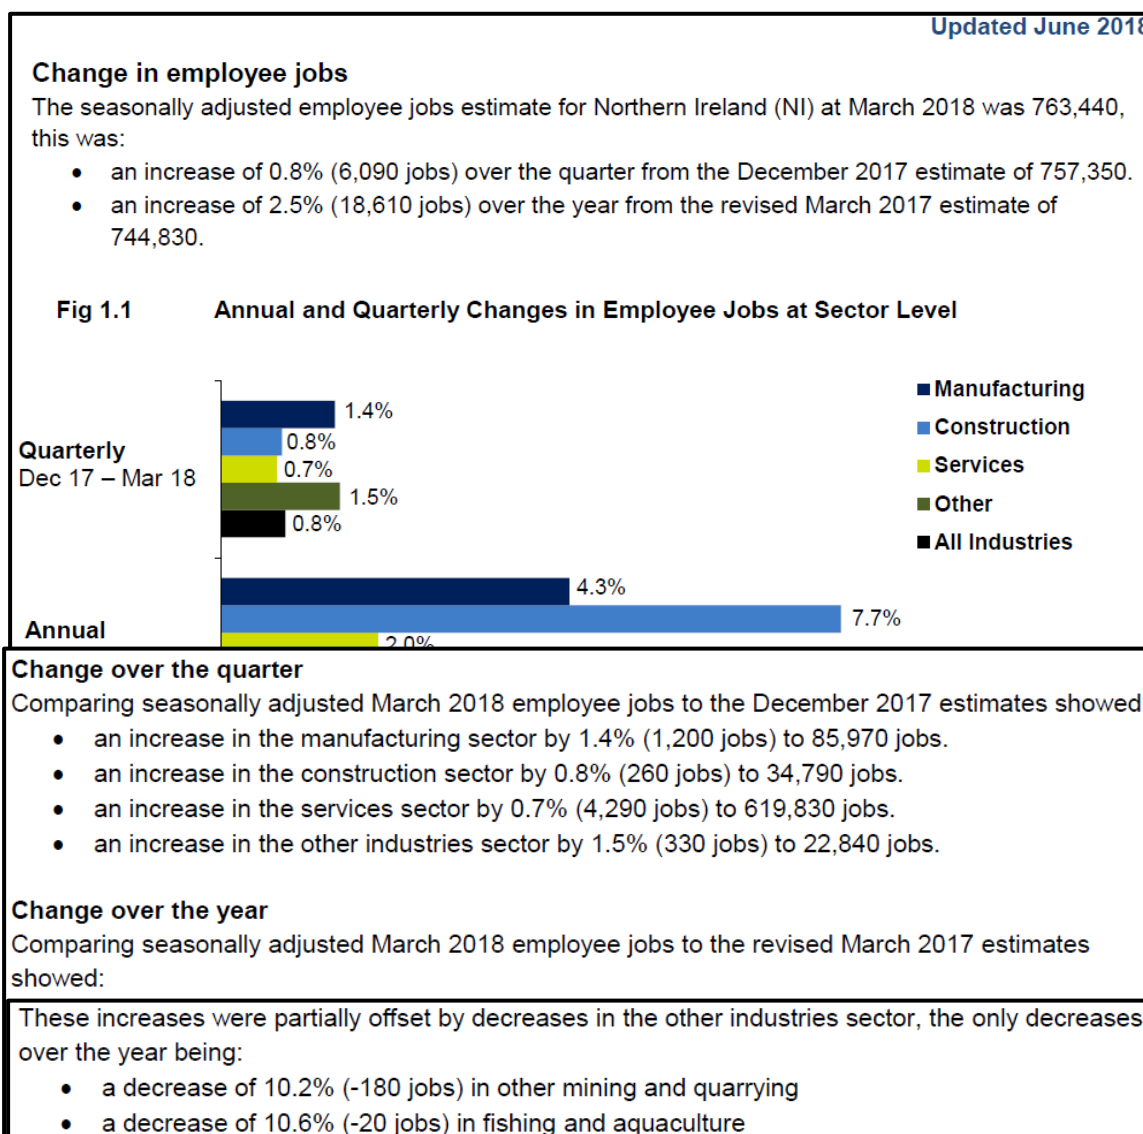 Updated June 2018
Change in employee jobs
The seasonally adjusted employee jobs estimate for Northern Ireland (NI) at March 2018 was 763,440,
this was:
• an increase of 0.8% (6,090 jobs) over the quarter from the December 2017 estimate of 757,350.
• an increase of 2.5% (18,610 jobs) over the year from the revised March 2017 estimate of
744,830.
Fig 1.1 Annual and Quarterly Changes in Employee Jobs at Sector Level
Manufacturing
Construction
Services
Other
All Industries
Quarterly
Dec 17 – Mar 18
1.4%
0.8%
0.7%
1.5%
0.8%
Annual
4.3%
7.7%
2.0%
Change over the quarter
Comparing seasonally adjusted March 2018 employee jobs to the December 2017 estimates showed
• an increase in the manufacturing sector by 1.4% (1,200 jobs) to 85,970 jobs.
• an increase in the construction sector by 0.8% (260 jobs) to 34,790 jobs.
• an increase in the services sector by 0.7% (4,290 jobs) to 619,830 jobs.
• an increase in the other industries sector by 1.5% (330 jobs) to 22,840 jobs.
Change over the year
Comparing seasonally adjusted March 2018 employee jobs to the revised March 2017 estimates
showed:
These increases were partially offset by decreases in the other industries sector, the only decreases
over the year being:
• a decrease of 10.2% (-180 jobs) in other mining and quarrying
• a decrease of 10.6% (-20 jobs) in fishing and aquaculture